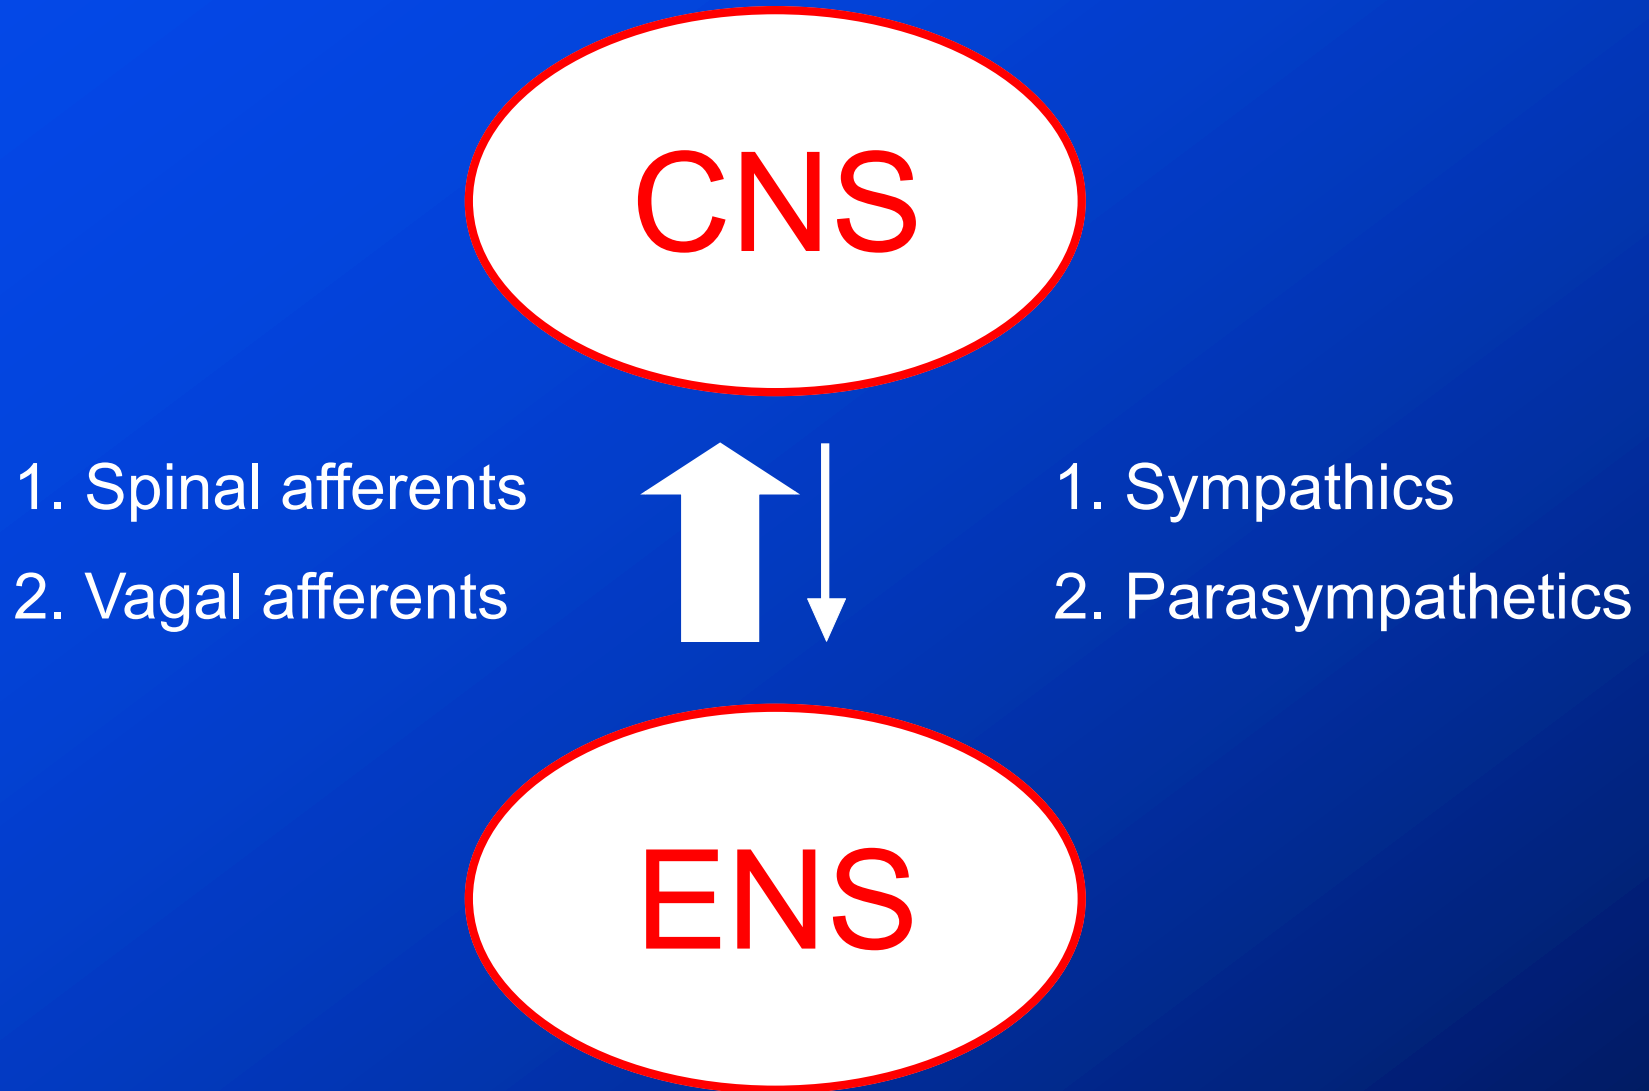 CNS
1. Spinal afferents
2. Vagal afferents
1. Sympathics
2. Parasympathetics
ENS